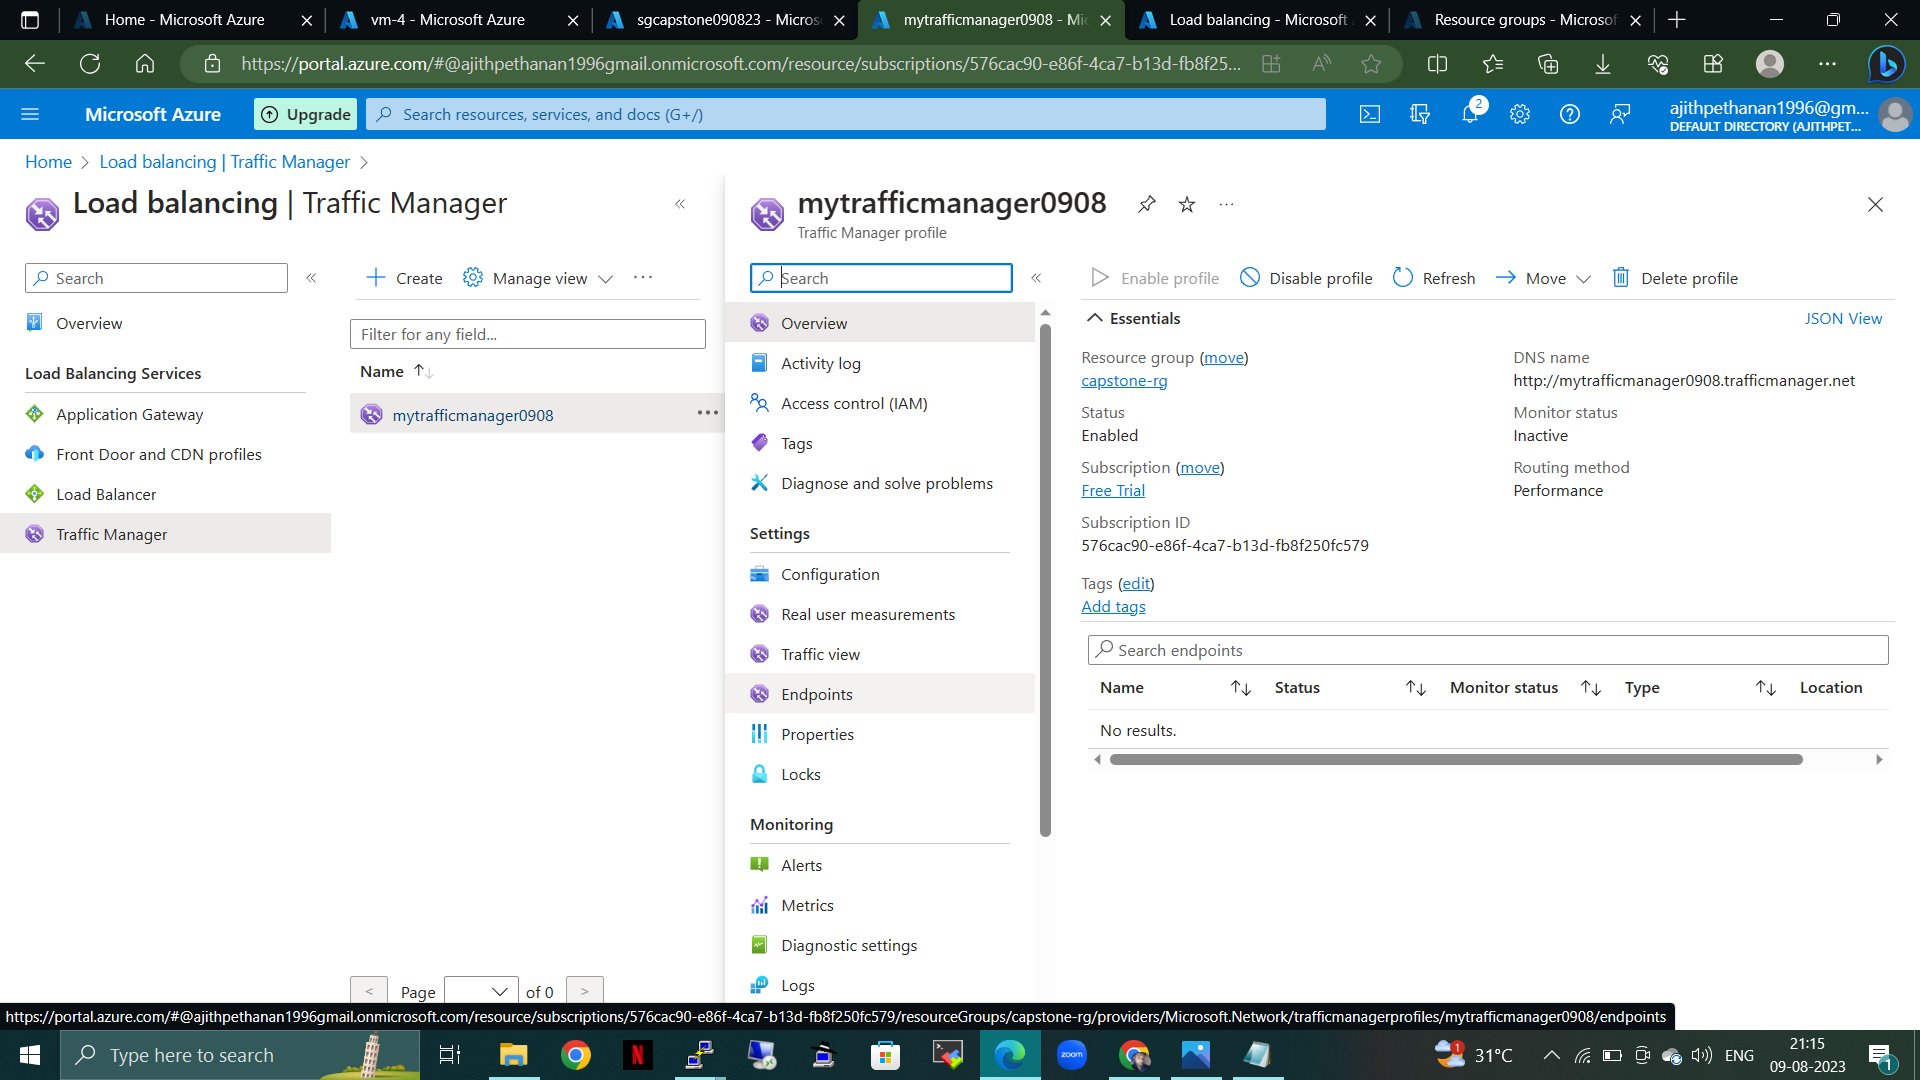 Home - Microsoft Azure
vm-4 - Microsoft Azure
sgcapstone090823 - Micros
mytrafficmanager0908 - Mi
Load balancing - Microsoft
Resource groups - Microsof
https://portal.azure.com/#@ajithpethanan1996gmail.onmicrosoft.com/resource/subscriptions/576cac90-e86f-4ca7-b13d-fb8f25...
Microsoft Azure
Upgrade
Search resources, services, and docs (G+/)
2
ajithpethanan1996@gm...
DEFAULT DIRECTORY (AJITHPET...
Home > Load balancing | Traffic Manager >
Load balancing | Traffic Manager
«
Search
«
Overview
Load Balancing Services
Application Gateway
Front Door and CDN profiles
Load Balancer
Traffic Manager
+ Create
Manage view
...
Filter for any field...
Name ↑↓
mytrafficmanager0908
...
< Page of 0 >
mytrafficmanager0908
...
Traffic Manager profile
Search
«
Overview
Activity log
Access control (IAM)
Tags
Diagnose and solve problems
Settings
Configuration
Real user measurements
Traffic view
Endpoints
Properties
Locks
Monitoring
Alerts
Metrics
Diagnostic settings
Logs
Enable profile
Disable profile
Refresh
Move
Delete profile
Essentials
JSON View
Resource group (move)
capstone-rg
Status
Enabled
Subscription (move)
Free Trial
Subscription ID
576cac90-e86f-4ca7-b13d-fb8f250fc579
DNS name
http://mytrafficmanager0908.trafficmanager.net
Monitor status
Inactive
Routing method
Performance
Tags (edit)
Add tags
Search endpoints
Name ↑↓ Status ↑↓ Monitor status ↑↓ Type ↑↓ Location
No results.
https://portal.azure.com/#@ajithpethanan1996gmail.onmicrosoft.com/resource/subscriptions/576cac90-e86f-4ca7-b13d-fb8f250fc579/resourceGroups/capstone-rg/providers/Microsoft.Network/trafficmanagerprofiles/mytrafficmanager0908/endpoints
Type here to search
N
zoom
1
31°C
ENG
21:15
09-08-2023
1